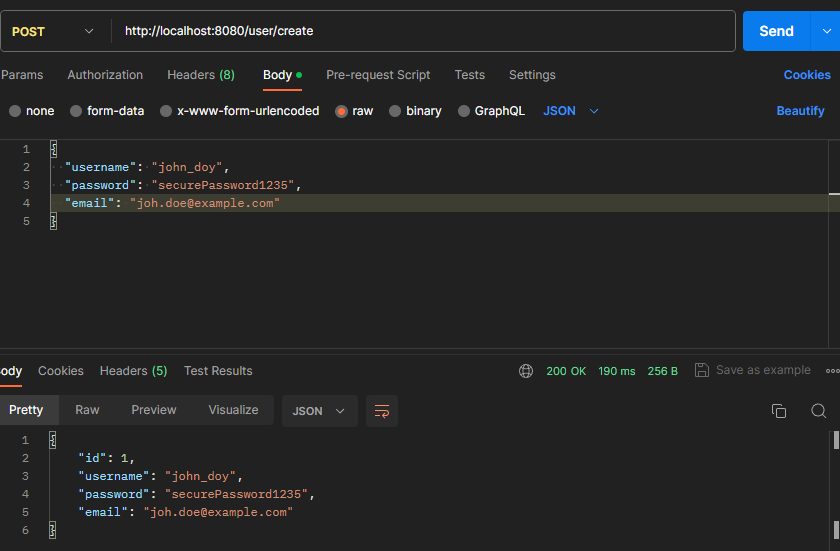 POST http://localhost:8080/user/create Send
Params Authorization Headers (8) Body Pre-request Script Tests Settings Cookies
none form-data x-www-form-urlencoded raw binary GraphQL JSON Beautify
1 {
2 "username": "john_doy",
3 "password": "securePassword1235",
4 "email": "joh.doe@example.com"
5 }
ody Cookies Headers (5) Test Results 200 OK 190 ms 256 B Save as example
Pretty Raw Preview Visualize JSON
1 {
2 "id": 1,
3 "username": "john_doy",
4 "password": "securePassword1235",
5 "email": "joh.doe@example.com"
6 }